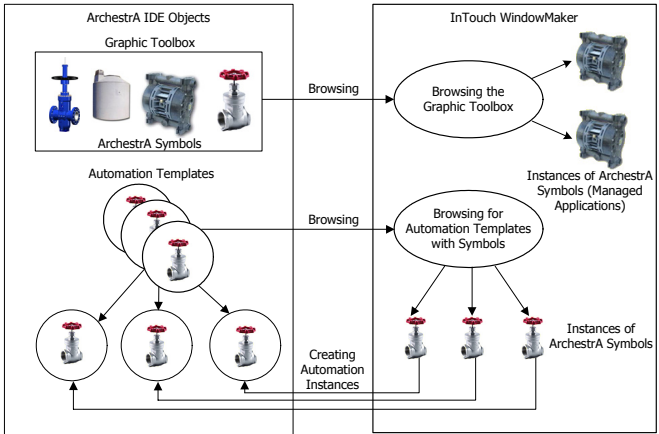 ArchestrA IDE Objects
Graphic Toolbox
ArchestrA Symbols
Automation Templates
Browsing
Browsing
Creating
Automation
Instances
InTouch WindowMaker
Browsing the
Graphic Toolbox
Instances of ArchestrA
Symbols (Managed
Applications)
Browsing for
Automation Templates
with Symbols
Instances of
ArchestrA Symbols